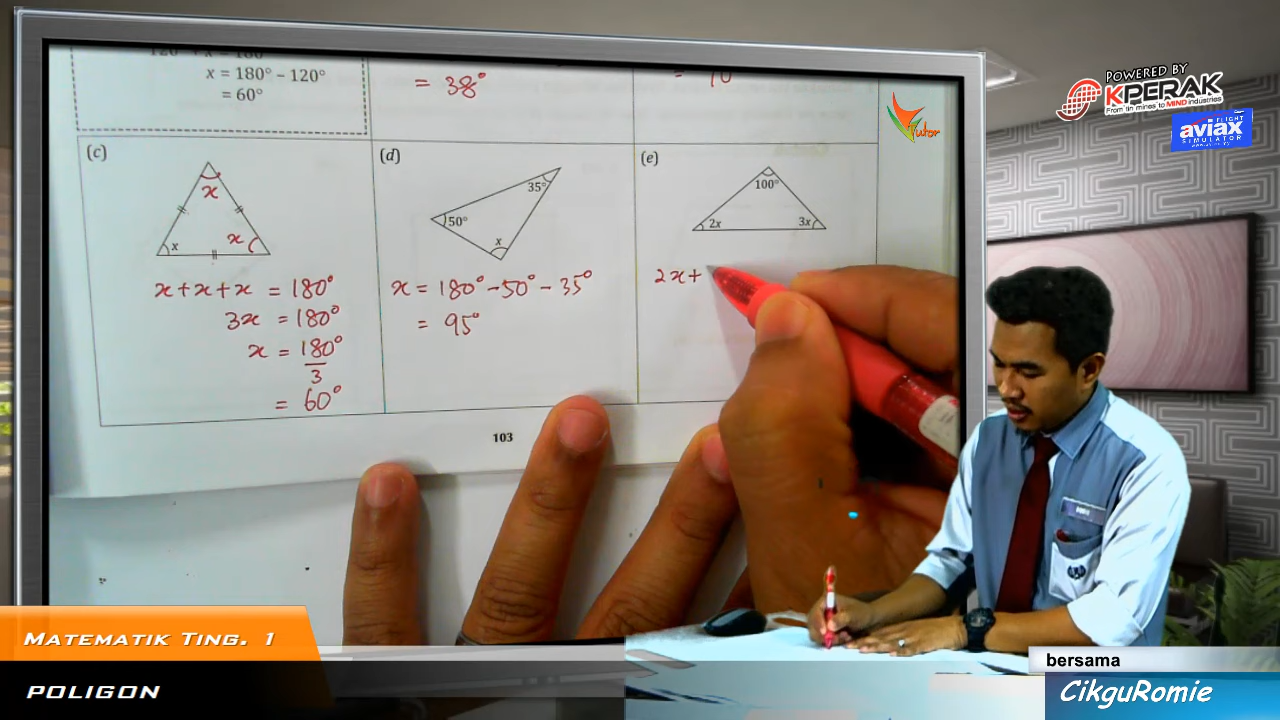 x = 180° – 120°
= 60°
= 38°
(c)
x
x
x
x + x + x = 180°
3x = 180°
x = 180°
3
= 60°
(d)
35°
50°
x
x = 180° – 50° – 35°
= 95°
(e)
100°
2x
3x
2x+
103
Tutor
POWERED BY
KPERAK
From tin mines to MIND industries
FLIGHT
aviax
SIMULATOR
MATEMATIK TING. 1
POLIGON
bersama
CikguRomie